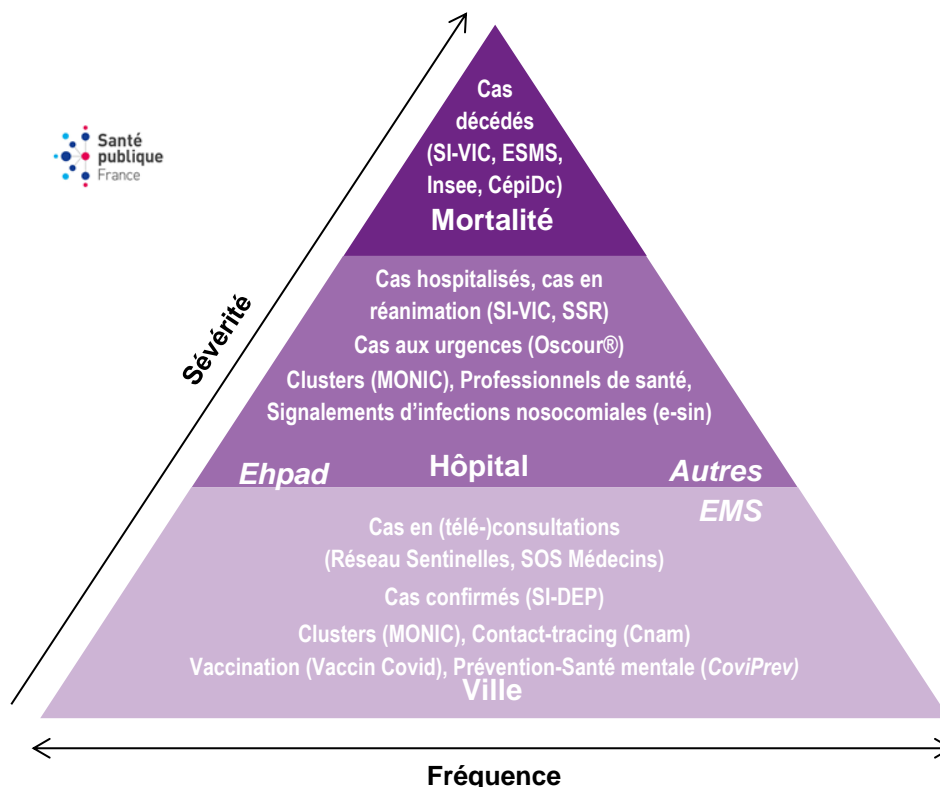 Santé
publique
France
Cas
décédés
(SI-VIC, ESMS,
Insee, CépiDc)
Mortalité
Sévérité
Cas hospitalisés, cas en
réanimation (SI-VIC, SSR)
Cas aux urgences (Oscour®)
Clusters (MONIC), Professionnels de santé,
Signalements d’infections nosocomiales (e-sin)
Ehpad Hôpital Autres
EMS
Cas en (télé-)consultations
(Réseau Sentinelles, SOS Médecins)
Cas confirmés (SI-DEP)
Clusters (MONIC), Contact-tracing (Cnam)
Vaccination (Vaccin Covid), Prévention-Santé mentale (CoviPrev)
Ville
Fréquence